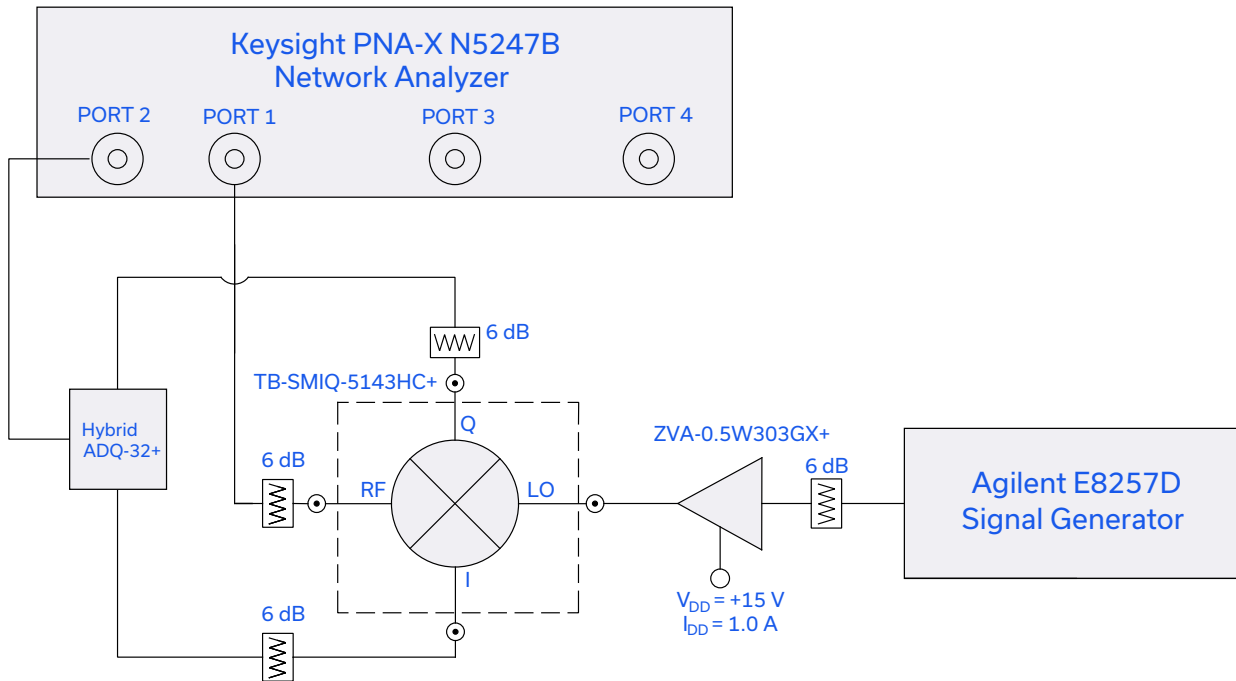 Keysight PNA-X N5247B
Network Analyzer
PORT 2
PORT 1
PORT 3
PORT 4
6 dB
TB-SMIQ-5143HC+
Q
Hybrid
ADQ-32+
6 dB
RF
LO
ZVA-0.5W303GX+
6 dB
Agilent E8257D
Signal Generator
I
6 dB
VDD = +15 V
IDD = 1.0 A